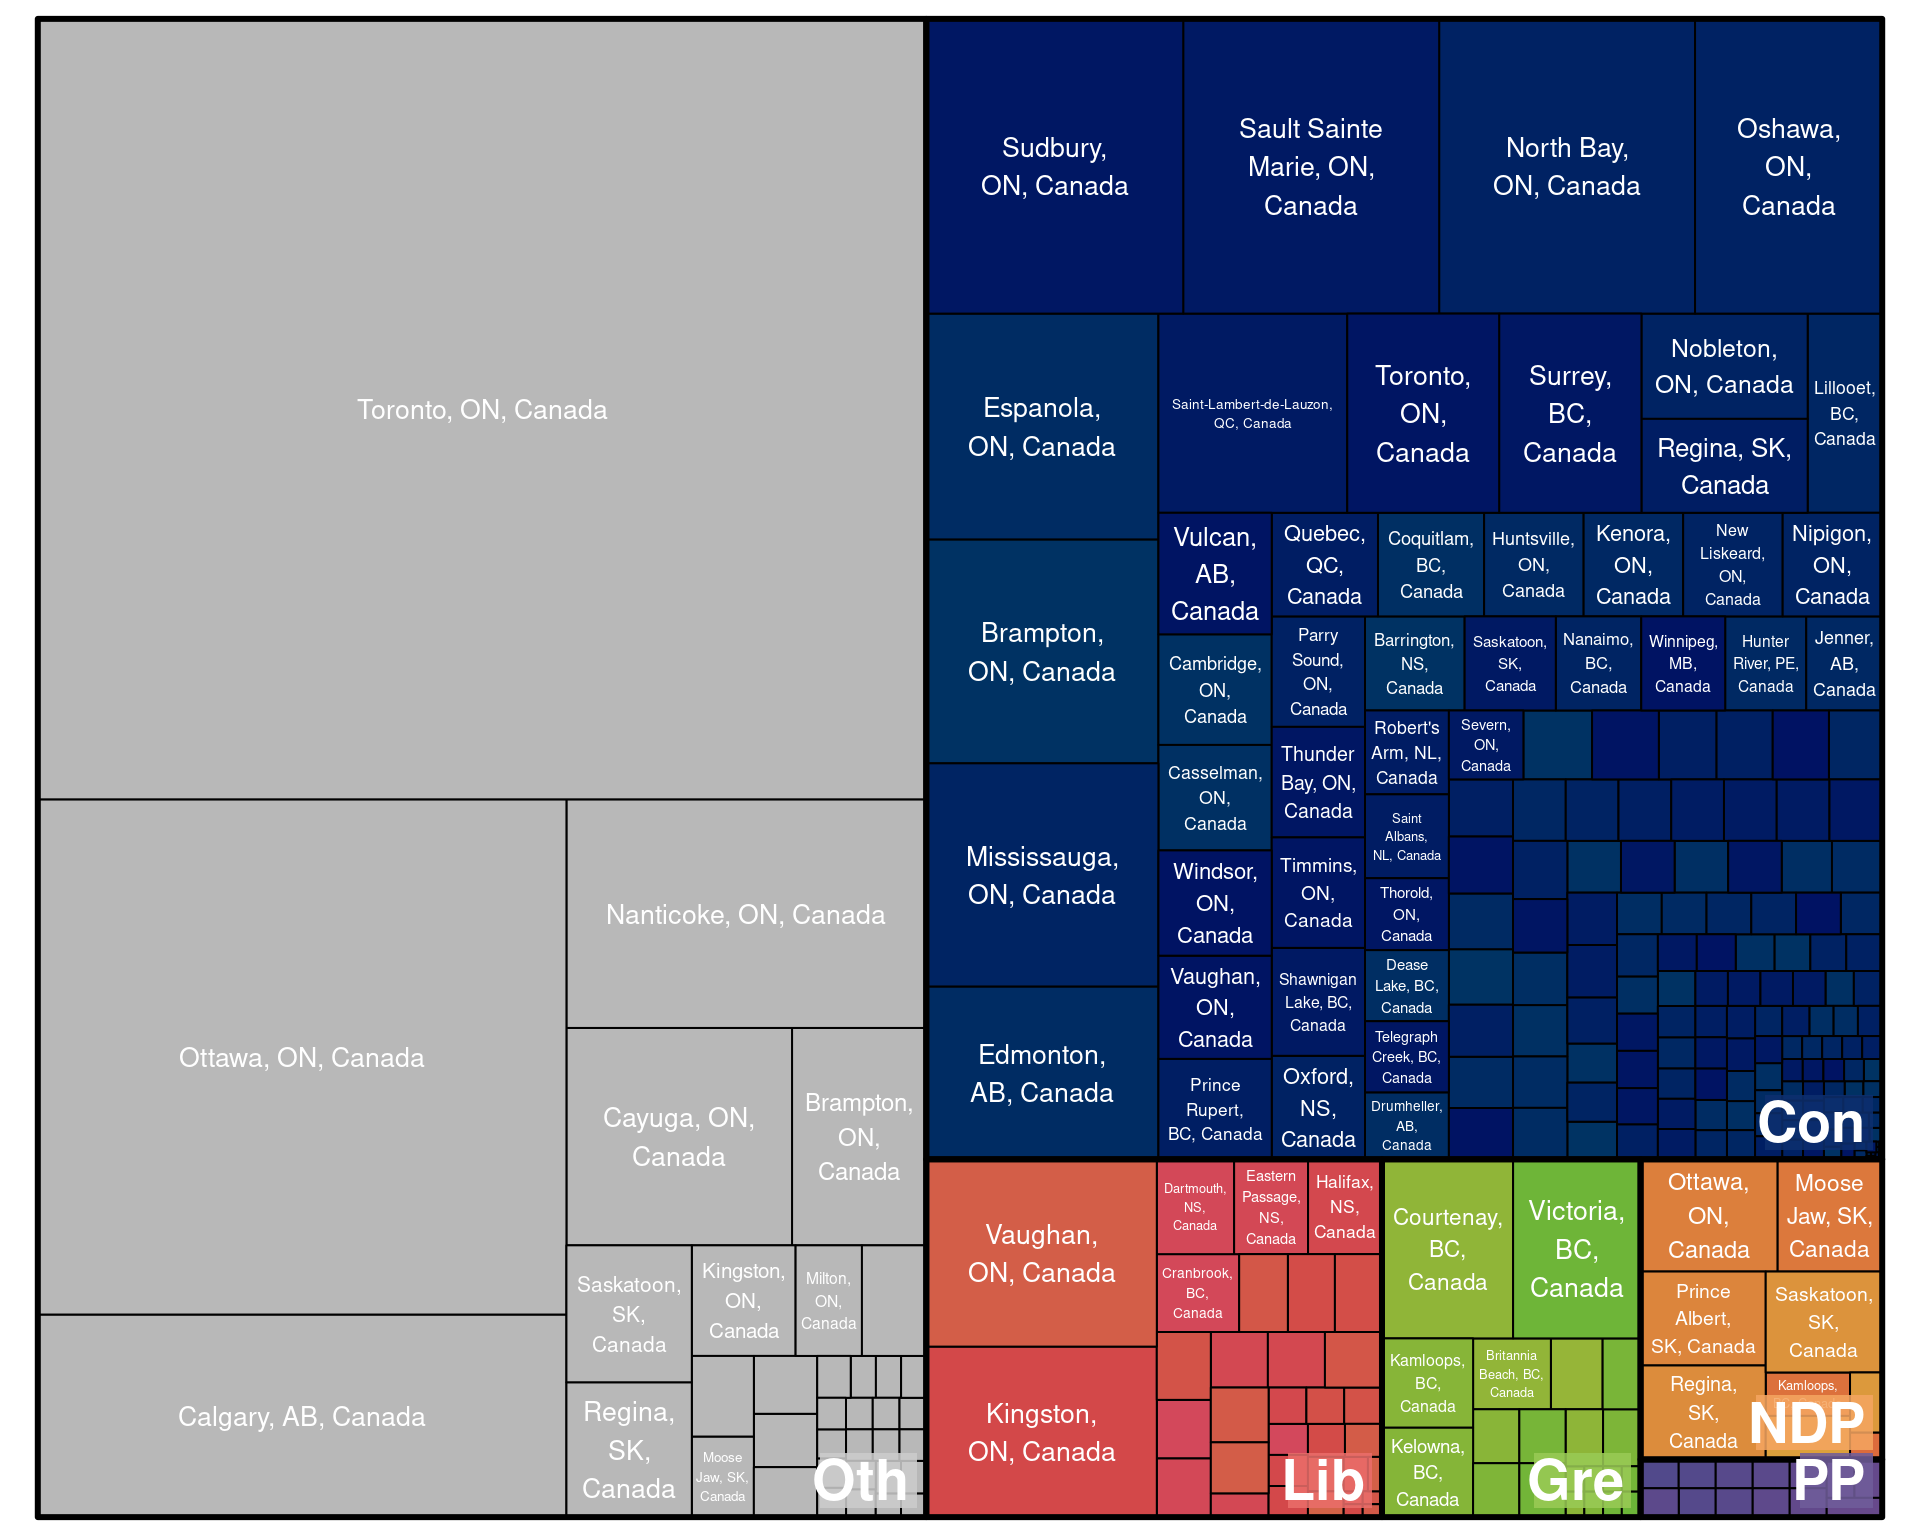 Toronto, ON, Canada
Ottawa, ON, Canada
Calgary, AB, Canada
Nanticoke, ON, Canada
Cayuga, ON,
Canada
Brampton,
ON,
Canada
Saskatoon,
SK,
Canada
Kingston,
ON,
Canada
Milton,
ON,
Canada
Regina,
SK,
Canada
Moose
Jaw, SK,
Canada
Oth
Sudbury,
ON, Canada
Sault Sainte
Marie, ON,
Canada
North Bay,
ON, Canada
Oshawa,
ON,
Canada
Espanola,
ON, Canada
Brampton,
ON, Canada
Mississauga,
ON, Canada
Edmonton,
AB, Canada
Saint-Lambert-de-Lauzon,
QC, Canada
Toronto,
ON,
Canada
Surrey,
BC,
Canada
Nobleton,
ON, Canada
Regina, SK,
Canada
Lillooet,
BC,
Canada
Vulcan,
AB,
Canada
Cambridge,
ON,
Canada
Casselman,
ON,
Canada
Windsor,
ON,
Canada
Vaughan,
ON,
Canada
Prince
Rupert,
BC, Canada
Quebec,
QC,
Canada
Coquitlam,
BC,
Canada
Huntsville,
ON,
Canada
Kenora,
ON,
Canada
New
Liskeard,
ON,
Canada
Nipigon,
ON,
Canada
Parry
Sound,
ON,
Canada
Thunder
Bay, ON,
Canada
Timmins,
ON,
Canada
Shawnigan
Lake, BC,
Canada
Oxford,
NS,
Canada
Barrington,
NS,
Canada
Saskatoon,
SK,
Canada
Nanaimo,
BC,
Canada
Winnipeg,
MB,
Canada
Hunter
River, PE,
Canada
Jenner,
AB,
Canada
Robert's
Arm, NL,
Canada
Saint
Albans,
NL, Canada
Thorold,
ON,
Canada
Dease
Lake, BC,
Canada
Telegraph
Creek, BC,
Canada
Drumheller,
AB,
Canada
Severn,
ON,
Canada
Con
Vaughan,
ON, Canada
Kingston,
ON, Canada
Dartmouth,
NS,
Canada
Eastern
Passage,
NS,
Canada
Halifax,
NS,
Canada
Cranbrook,
BC,
Canada
Lib
Courtenay,
BC,
Canada
Victoria,
BC,
Canada
Kamloops,
BC,
Canada
Britannia
Beach, BC,
Canada
Kelowna,
BC,
Canada
Gre
Ottawa,
ON,
Canada
Moose
Jaw, SK,
Canada
Prince
Albert,
SK, Canada
Saskatoon,
SK,
Canada
Regina,
SK,
Canada
Kamloops,
NDP
PP